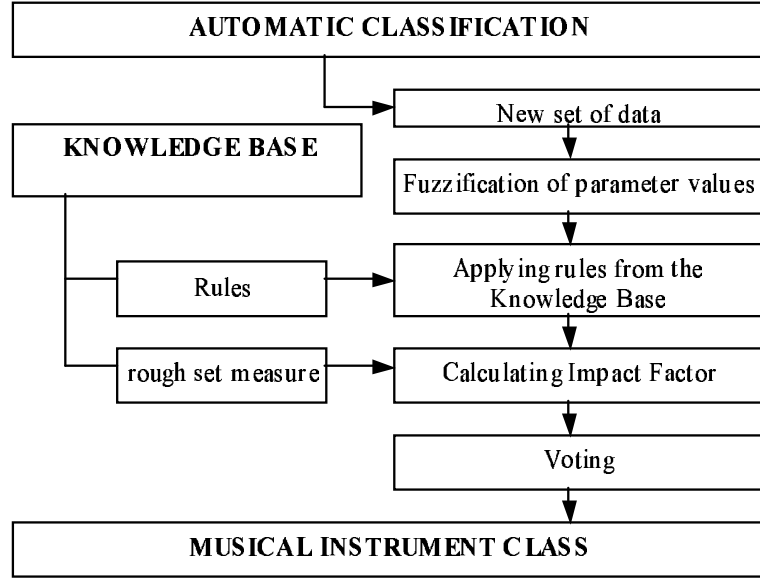 AUTOMATIC CLASSIFICATION
New set of data
KNOWLEDGE BASE
Fuzzification of parameter values
Rules
Applying rules from the
Knowledge Base
rough set measure
Calculating Impact Factor
Voting
MUSICAL INSTRUMENT CLASS